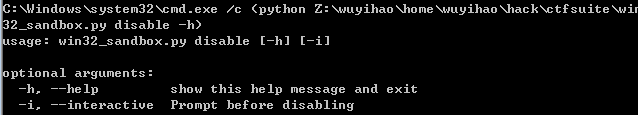 C:\Windows\system32\cmd.exe /c (python Z:\wuyihao\home\wuyihao\hack\ctfsuite\win
32_sandbox.py disable -h)
usage: win32_sandbox.py disable [-h] [-i]
optional arguments:
-h, --help show this help message and exit
-i, --interactive Prompt before disabling